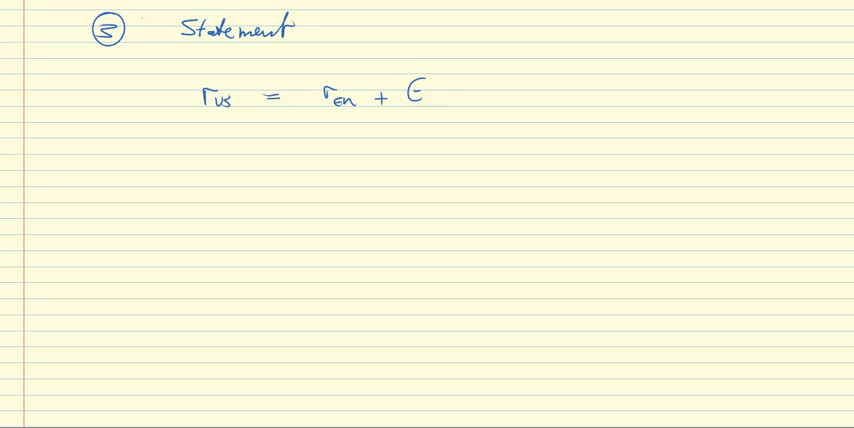 ③ Statement
r_US = r_EN + E